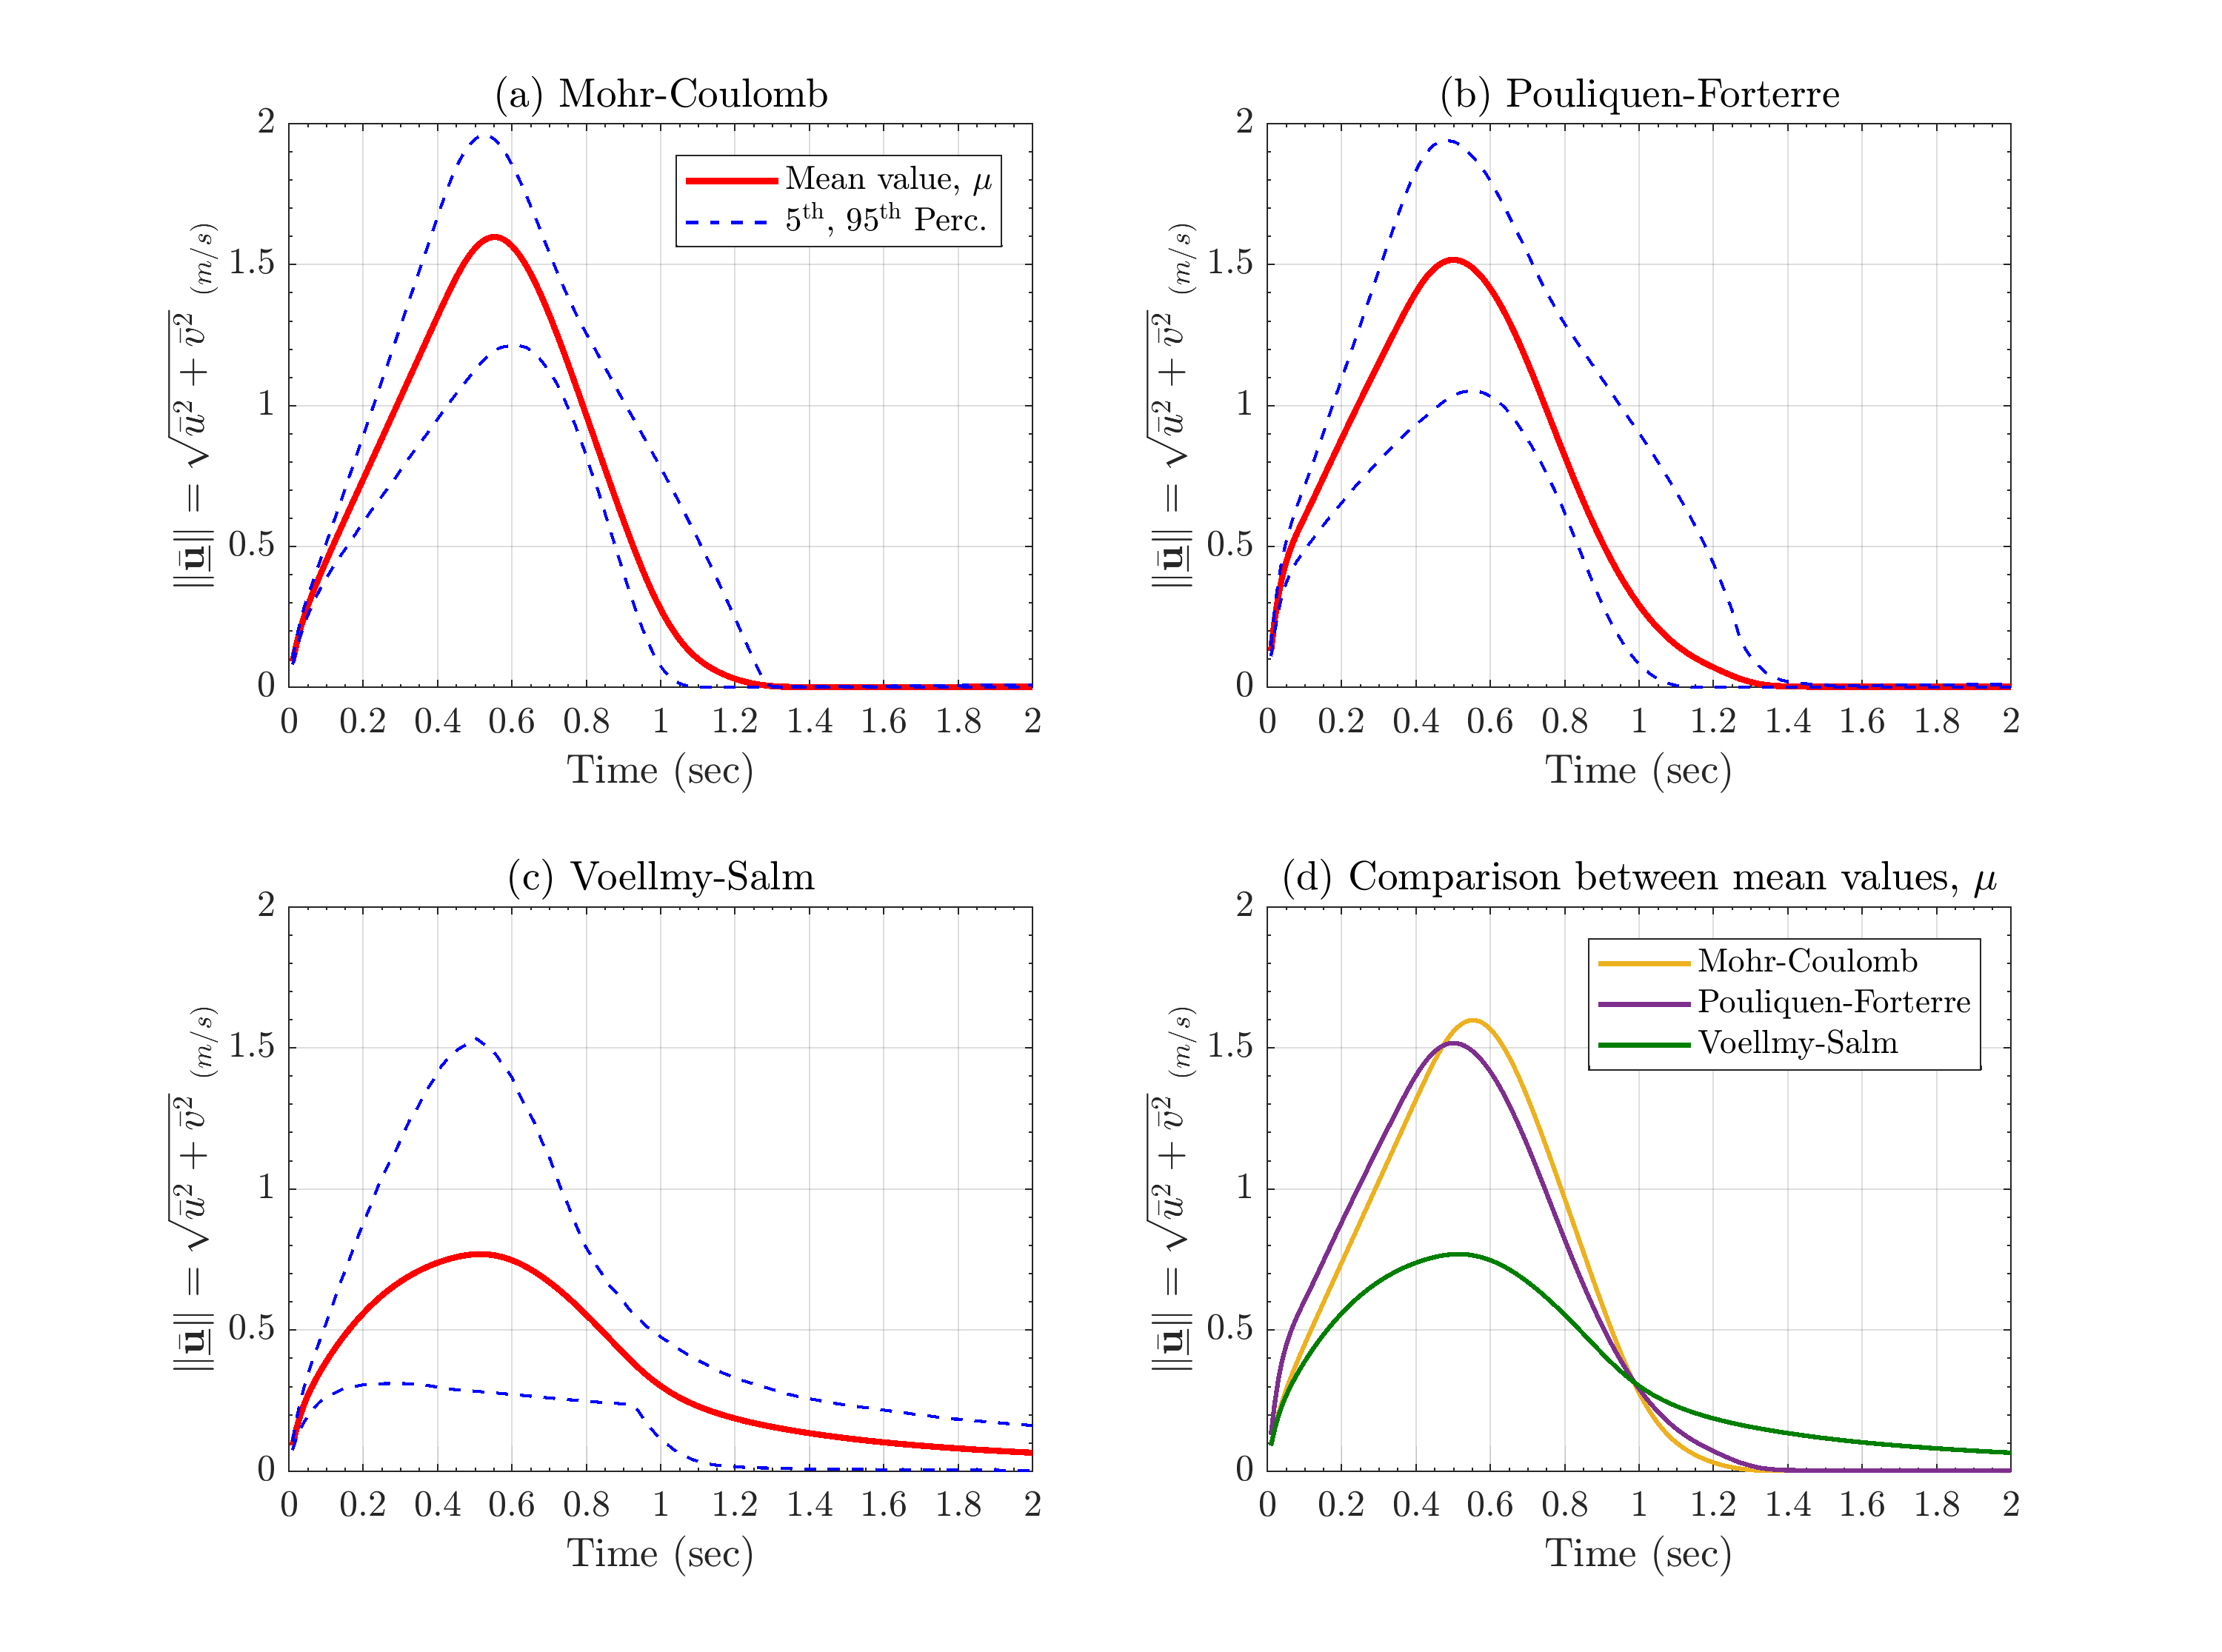 (a) Mohr-Coulomb
‖ū‖ = √(ū² + v̄²) (m/s)
2
1.5
1
0.5
0
Mean value, μ
5th, 95th Perc.
0 0.2 0.4 0.6 0.8 1 1.2 1.4 1.6 1.8 2
Time (sec)
(b) Pouliquen-Forterre
‖ū‖ = √(ū² + v̄²) (m/s)
2
1.5
1
0.5
0
0 0.2 0.4 0.6 0.8 1 1.2 1.4 1.6 1.8 2
Time (sec)
(c) Voellmy-Salm
‖ū‖ = √(ū² + v̄²) (m/s)
2
1.5
1
0.5
0
0 0.2 0.4 0.6 0.8 1 1.2 1.4 1.6 1.8 2
Time (sec)
(d) Comparison between mean values, μ
‖ū‖ = √(ū² + v̄²) (m/s)
2
1.5
1
0.5
0
Mohr-Coulomb
Pouliquen-Forterre
Voellmy-Salm
0 0.2 0.4 0.6 0.8 1 1.2 1.4 1.6 1.8 2
Time (sec)